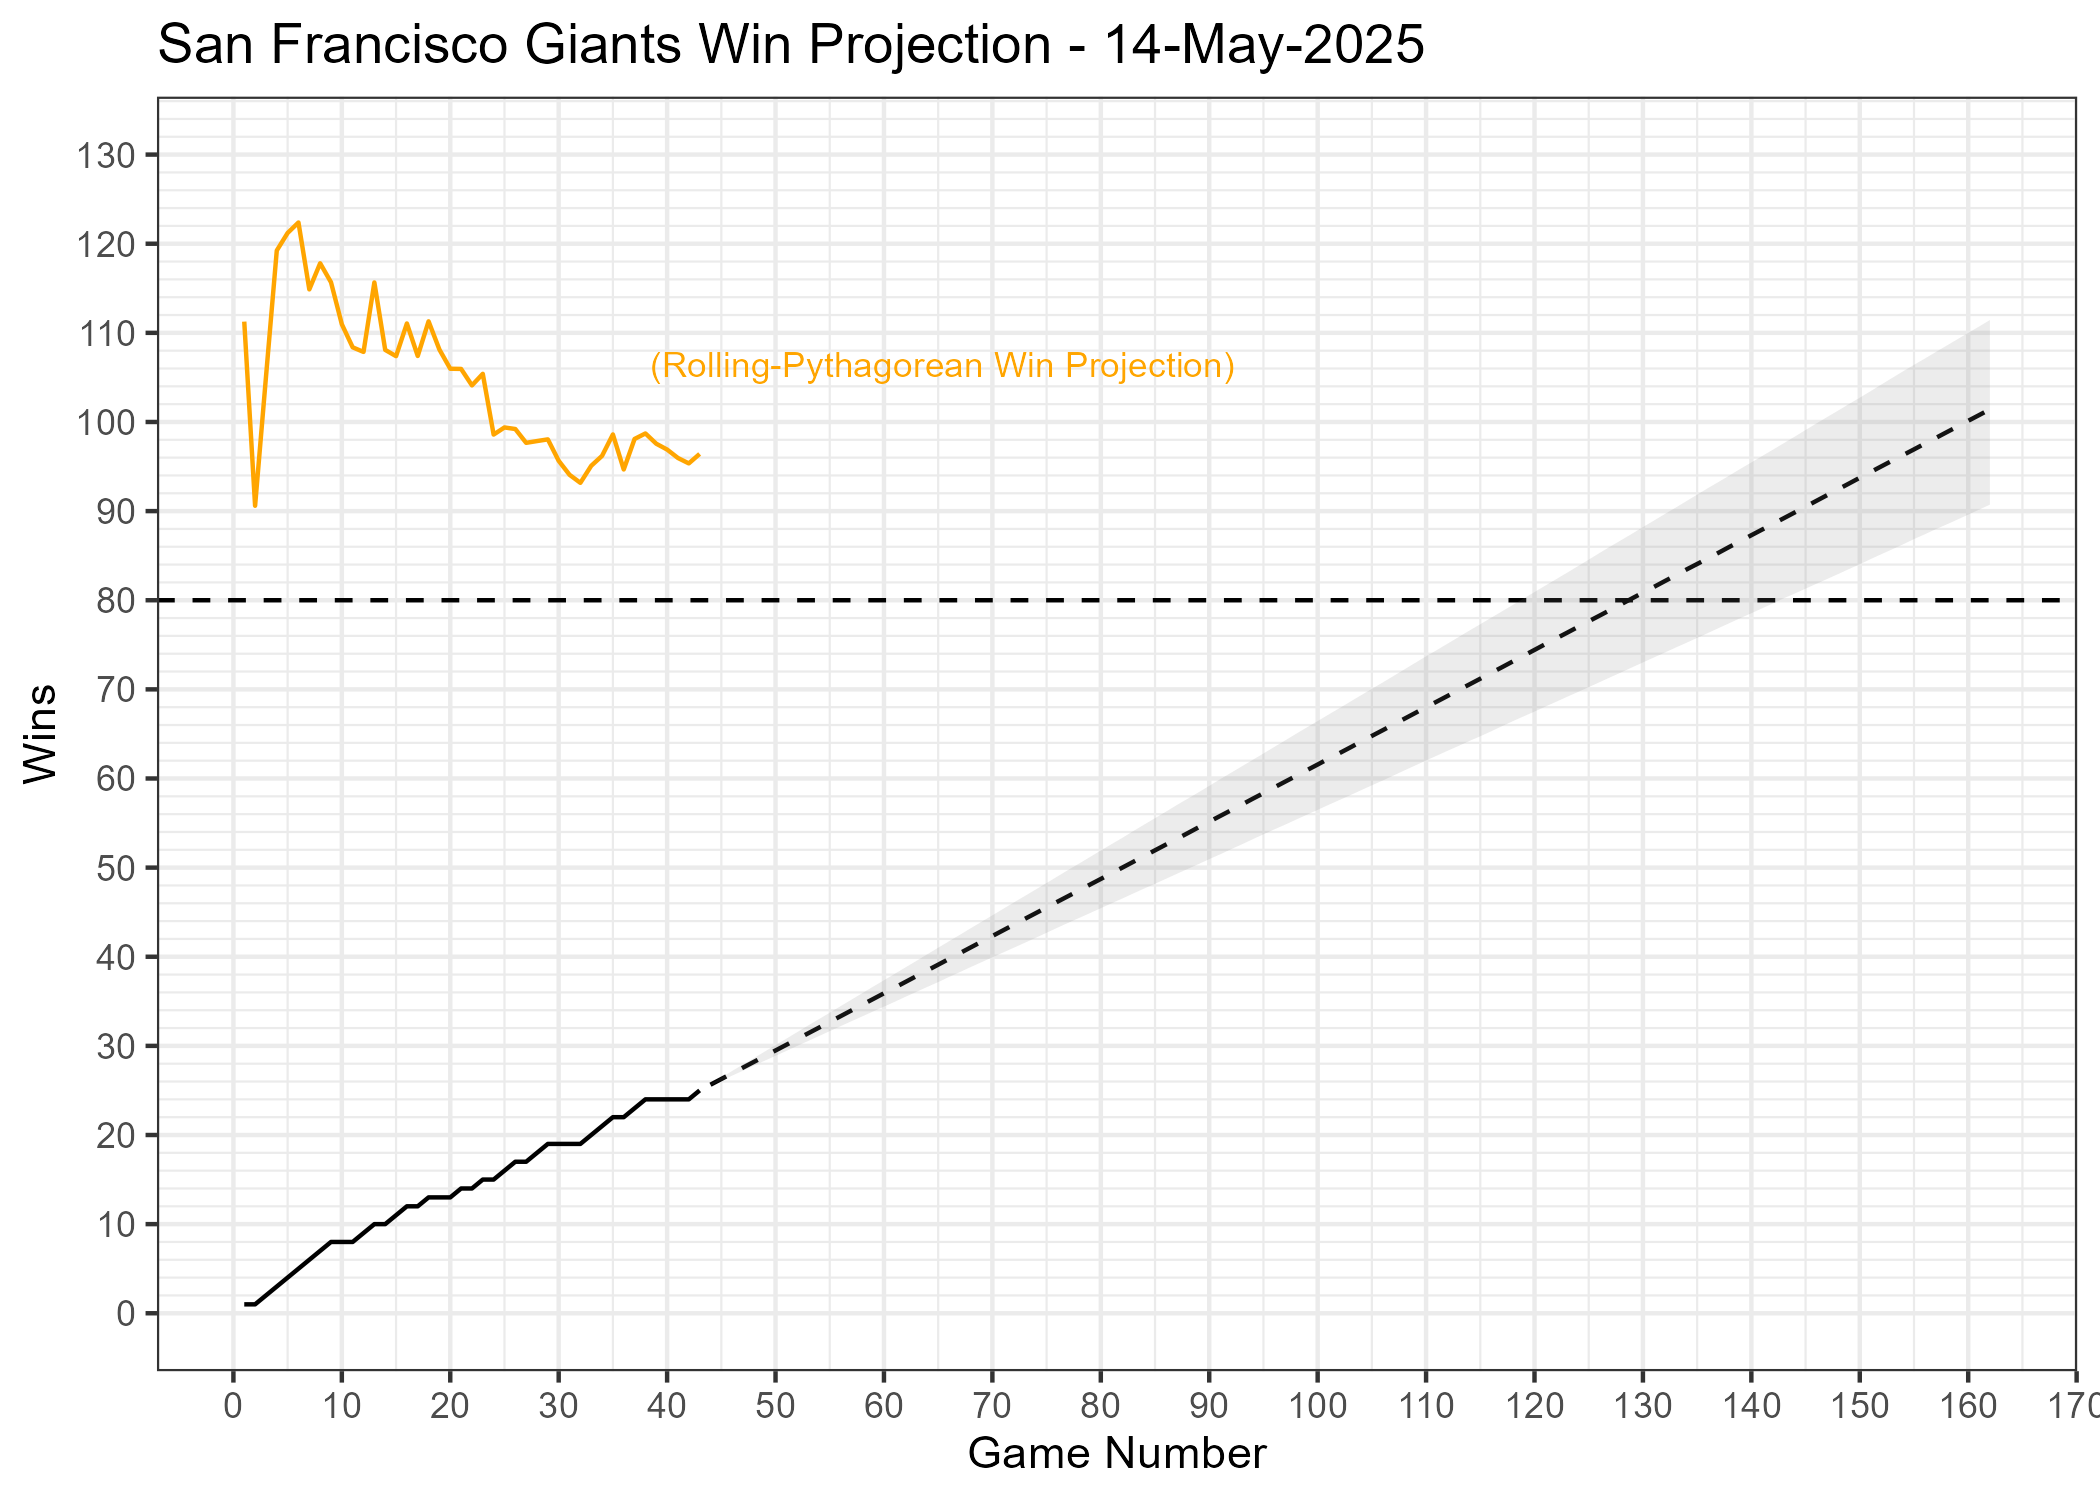 San Francisco Giants Win Projection - 14-May-2025
130
120
110
(Rolling-Pythagorean Win Projection)
100
90
80
70
Wins
60
50
40
30
20
10
0
0 10 20 30 40 50 60 70 80 90 100 110 120 130 140 150 160 170
Game Number